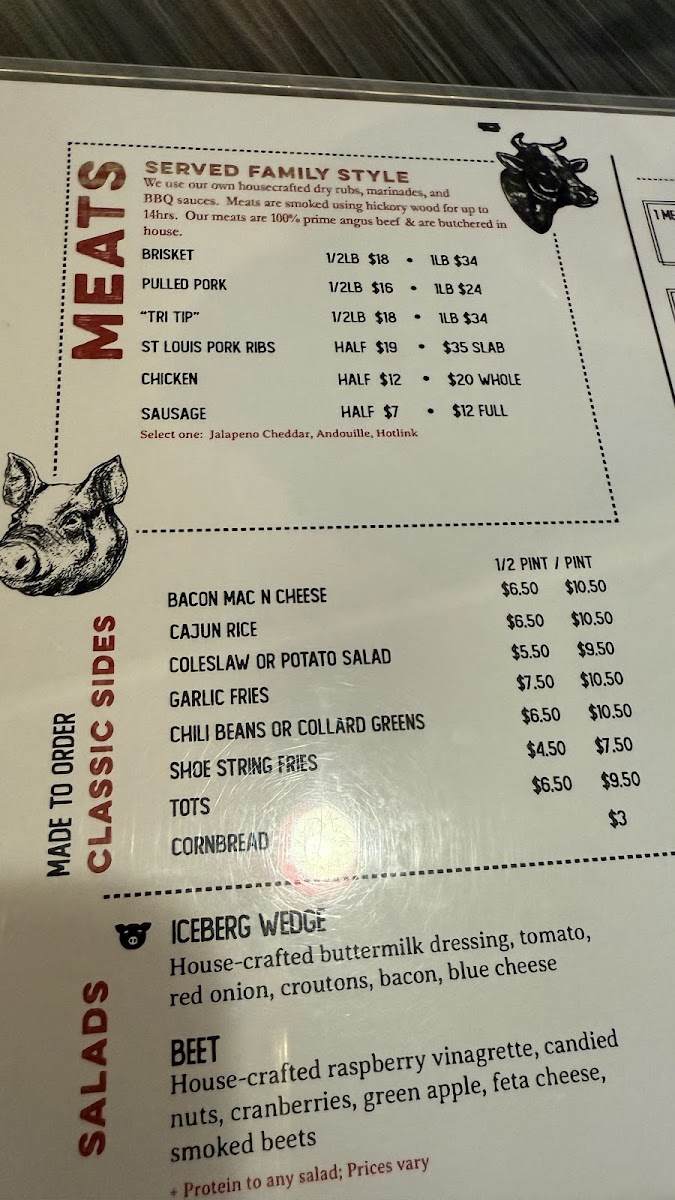 MEATS
SERVED FAMILY STYLE
We use our own housecrafted dry rubs, marinades, and
BBQ sauces. Meats are smoked using hickory wood for up to
14hrs. Our meats are 100% prime angus beef & are butchered in
house.
BRISKET 1/2LB $18 • 1LB $34
PULLED PORK 1/2LB $16 • 1LB $24
"TRI TIP" 1/2LB $18 • 1LB $34
ST LOUIS PORK RIBS HALF $19 • $35 SLAB
CHICKEN HALF $12 • $20 WHOLE
SAUSAGE HALF $7 • $12 FULL
Select one: Jalapeno Cheddar, Andouille, Hotlink
MADE TO ORDER
CLASSIC SIDES
1/2 PINT / PINT
BACON MAC N CHEESE $6.50 $10.50
CAJUN RICE $6.50 $10.50
COLESLAW OR POTATO SALAD $5.50 $9.50
GARLIC FRIES $7.50 $10.50
CHILI BEANS OR COLLARD GREENS $6.50 $10.50
SHOE STRING FRIES $4.50 $7.50
TOTS $6.50 $9.50
CORNBREAD $3
SALADS
ICEBERG WEDGE
House-crafted buttermilk dressing, tomato,
red onion, croutons, bacon, blue cheese
BEET
House-crafted raspberry vinagrette, candied
nuts, cranberries, green apple, feta cheese,
smoked beets
+ Protein to any salad; Prices vary